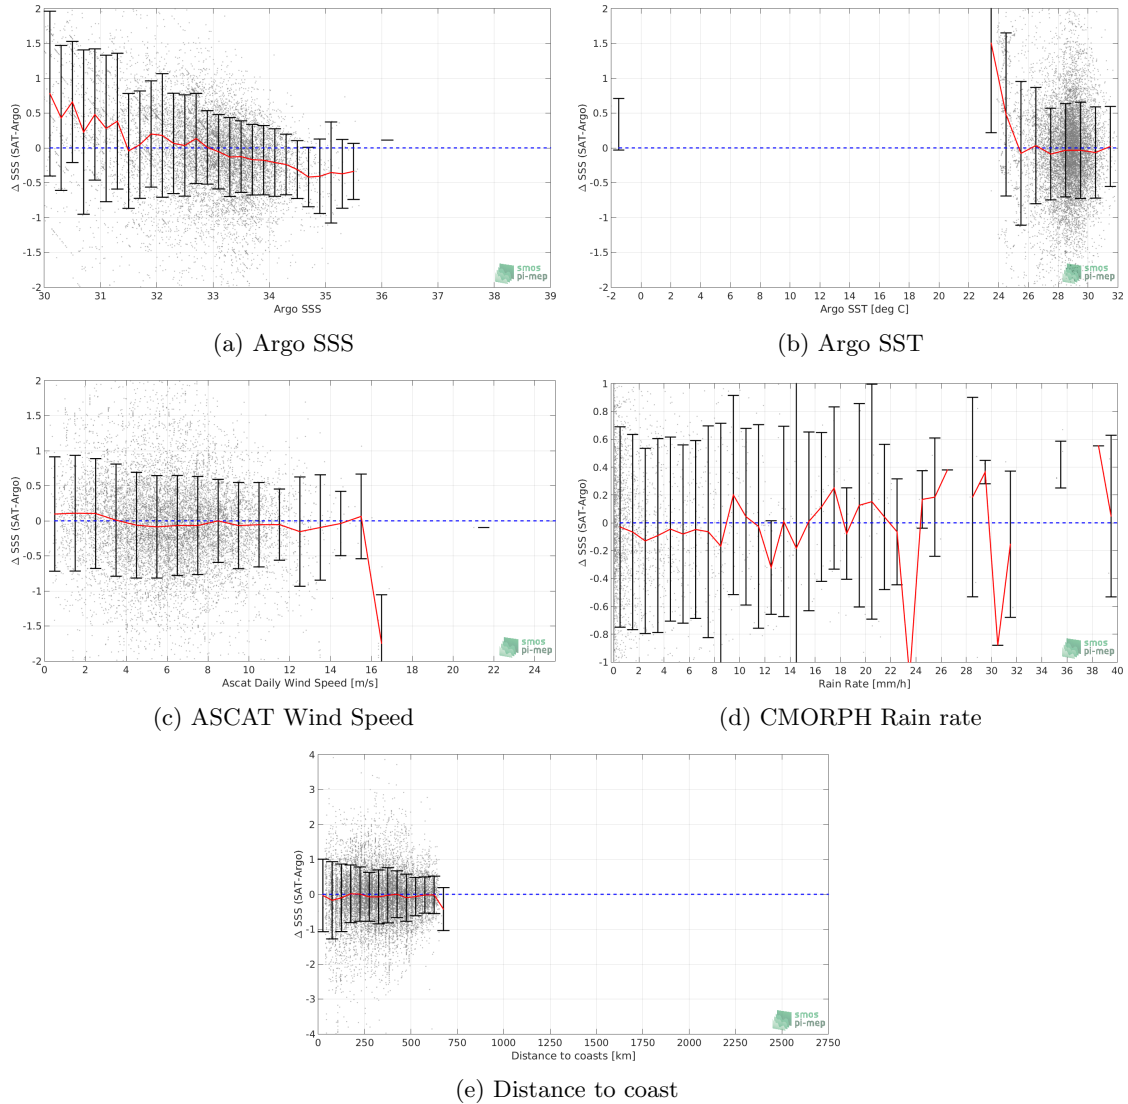 2
1.5
1
0.5
0
-0.5
-1
-1.5
-2
Δ SSS (SAT-Argo)
30 31 32 33 34 35 36 37 38 39
Argo SSS
smos
pi-mep
(a) Argo SSS
2
1.5
1
0.5
0
-0.5
-1
-1.5
-2
Δ SSS (SAT-Argo)
-2 0 2 4 6 8 10 12 14 16 18 20 22 24 26 28 30 32
Argo SST [deg C]
smos
pi-mep
(b) Argo SST
2
1.5
1
0.5
0
-0.5
-1
-1.5
-2
Δ SSS (SAT-Argo)
0 2 4 6 8 10 12 14 16 18 20 22 24
Ascat Daily Wind Speed [m/s]
smos
pi-mep
(c) ASCAT Wind Speed
1
0.8
0.6
0.4
0.2
0
-0.2
-0.4
-0.6
-0.8
-1
Δ SSS (SAT-Argo)
0 2 4 6 8 10 12 14 16 18 20 22 24 26 28 30 32 34 36 38 40
Rain Rate [mm/h]
smos
pi-mep
(d) CMORPH Rain rate
4
3
2
1
0
-1
-2
-3
-4
Δ SSS (SAT-Argo)
0 250 500 750 1000 1250 1500 1750 2000 2250 2500 2750
Distance to coasts [km]
smos
pi-mep
(e) Distance to coast